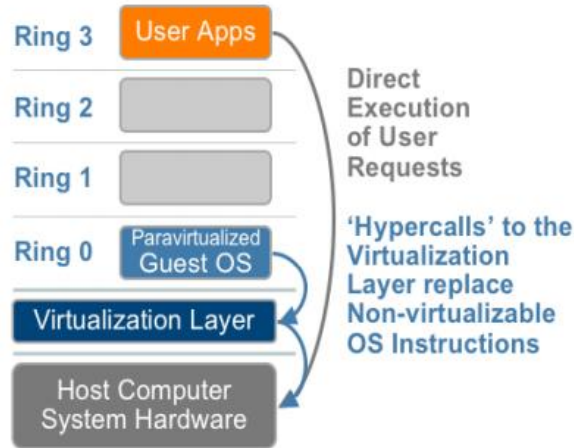 Ring 3
User Apps
Ring 2
Ring 1
Ring 0
Paravirtualized
Guest OS
Virtualization Layer
Host Computer
System Hardware
Direct
Execution
of User
Requests
‘Hypercalls’ to the
Virtualization
Layer replace
Non-virtualizable
OS Instructions